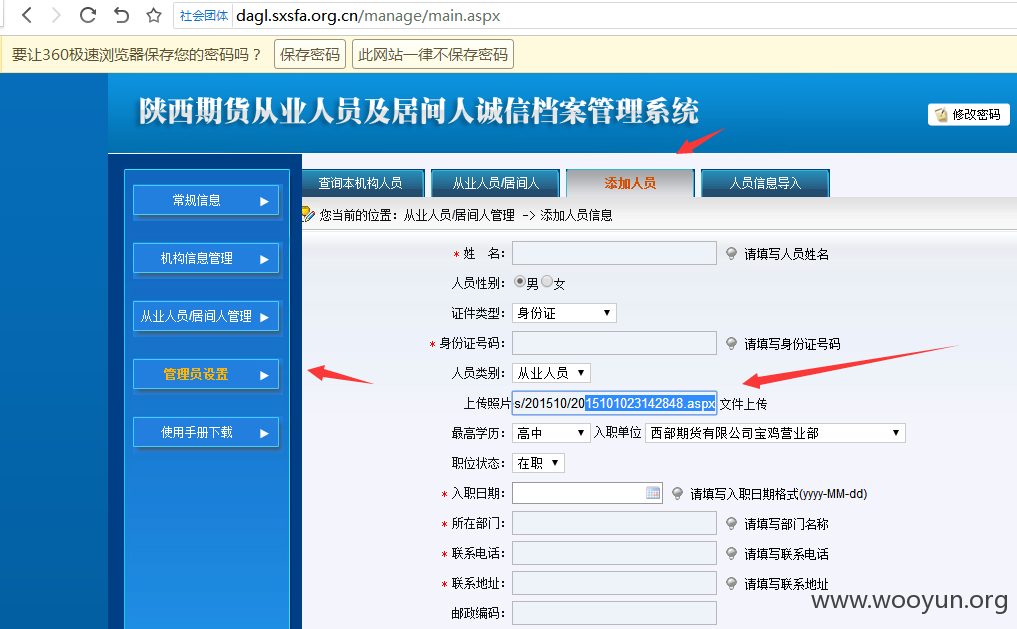 社会团体 dagl.sxsfa.org.cn/manage/main.aspx
要让360极速浏览器保存您的密码吗？ 保存密码 此网站一律不保存密码
陕西期货从业人员及居间人诚信档案管理系统
修改密码
查询本机构人员 从业人员/居间人 添加人员 人员信息导入
您当前的位置：从业人员/居间人管理 -> 添加人员信息
常规信息
机构信息管理
从业人员/居间人管理
管理员设置
使用手册下载
*姓 名： 请填写人员姓名
人员性别： 男 女
证件类型： 身份证
*身份证号码： 请填写身份证号码
人员类别： 从业人员
上传照片 s/201510/2015101023142848.aspx 文件上传
最高学历： 高中 入职单位 西部期货有限公司宝鸡营业部
职位状态： 在职
*入职日期： 请填写入职日期格式(yyyy-MM-dd)
*所在部门： 请填写部门名称
*联系电话： 请填写联系电话
*联系地址： 请填写联系地址
邮政编码：
www.wooyun.org